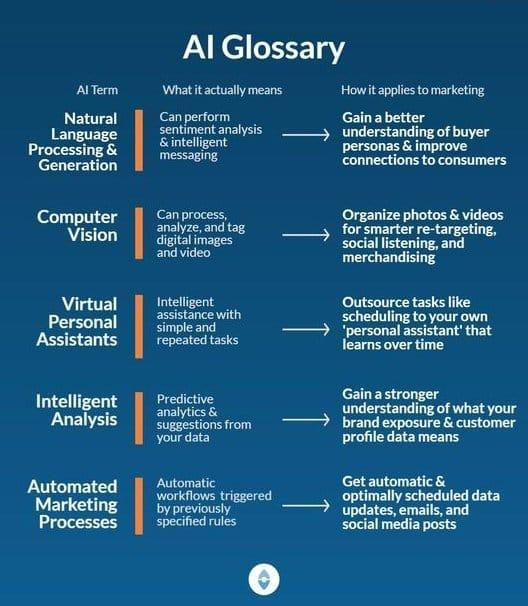 AI Glossary
AI Term
What it actually means
How it applies to marketing
Natural
Language
Processing &
Generation
Can perform
sentiment analysis
& intelligent
messaging
Gain a better
understanding of buyer
personas & improve
connections to consumers
Computer
Vision
Can process,
analyze, and tag
digital images
and video
Organize photos & videos
for smarter re-targeting,
social listening, and
merchandising
Virtual
Personal
Assistants
Intelligent
assistance with
simple and
repeated tasks
Outsource tasks like
scheduling to your own
'personal assistant' that
learns over time
Intelligent
Analysis
Predictive
analytics &
suggestions from
your data
Gain a stronger
understanding of what your
brand exposure & customer
profile data means
Automated
Marketing
Processes
Automatic
workflows triggered
by previously
specified rules
Get automatic &
optimally scheduled data
updates, emails, and
social media posts